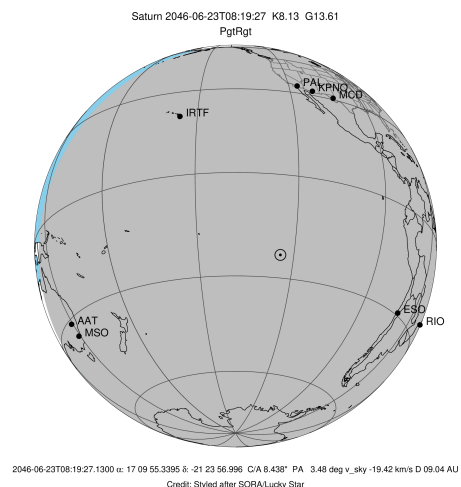 Saturn 2046-06-23T08:19:27 K8.13 G13.61
PgtRgt
PAL
KPNO
MCD
IRTF
ESO
RIO
AAT
MSO
2046-06-23T08:19:27.1300 α: 17 09 55.3395 δ: -21 23 56.996 C/A 8.438" PA 3.48 deg v_sky -19.42 km/s D 09.04 AU
Credit: Styled after SORA/Lucky Star